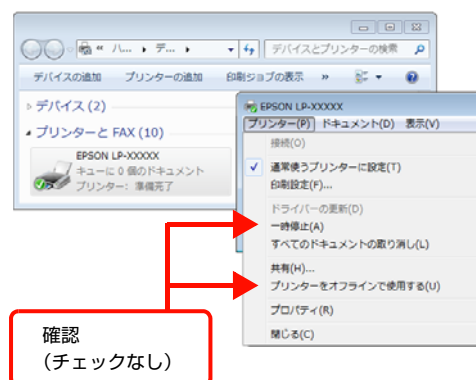 « ハ... ▸ デ... ▸
デバイスとプリンターの検索
デバイスの追加 プリンターの追加 印刷ジョブの表示 »
デバイス (2)
プリンターと FAX (10)
EPSON LP-XXXXX
キューに 0 個のドキュメント
プリンター: 準備完了
EPSON LP-XXXXX
プリンター(P) ドキュメント(D) 表示(V)
接続(O)
✓ 通常使うプリンターに設定(T)
印刷設定(F)...
ドライバーの更新(D)
一時停止(A)
すべてのドキュメントの取り消し(L)
共有(H)...
プリンターをオフラインで使用する(U)
プロパティ(R)
閉じる(C)
確認
(チェックなし)